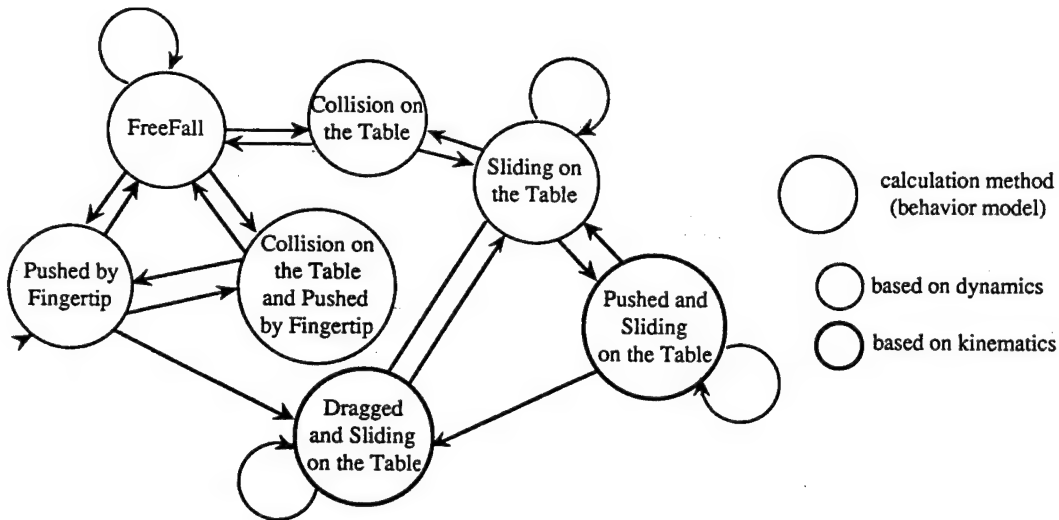 FreeFall
Collision on
the Table
Sliding on
the Table
Pushed by
Fingertip
Collision on
the Table
and Pushed
by Fingertip
Pushed and
Sliding
on the Table
Dragged
and Sliding
on the Table
calculation method
(behavior model)
based on dynamics
based on kinematics